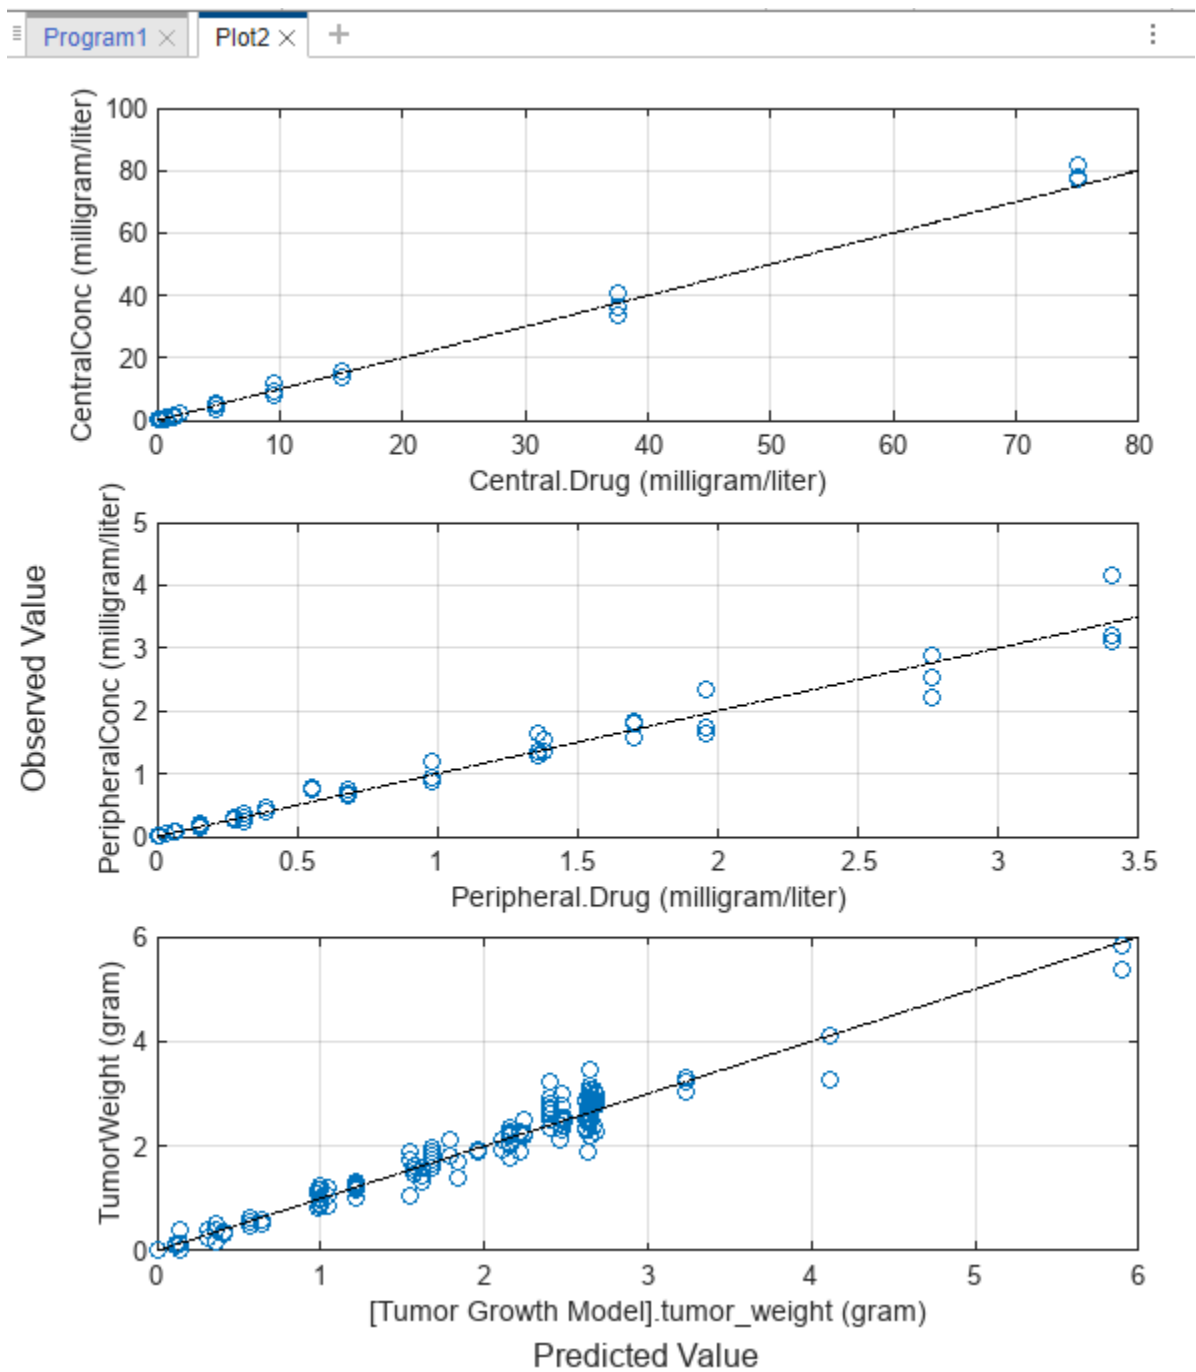 Program1
Plot2
100
80
60
40
20
0
0 10 20 30 40 50 60 70 80
CentralConc (milligram/liter)
Central.Drug (milligram/liter)
5
4
3
2
1
0
0 0.5 1 1.5 2 2.5 3 3.5
PeripheralConc (milligram/liter)
Peripheral.Drug (milligram/liter)
Observed Value
6
4
2
0
0 1 2 3 4 5 6
TumorWeight (gram)
[Tumor Growth Model].tumor_weight (gram)
Predicted Value